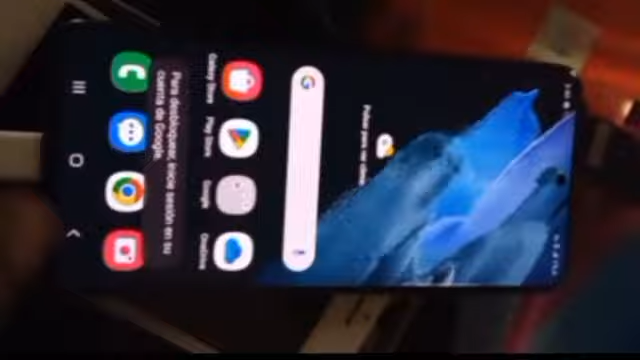 Galaxy Store
Play Store
Google
OneDrive
Para desbloquear, inicie sesión en su
cuenta de Google.